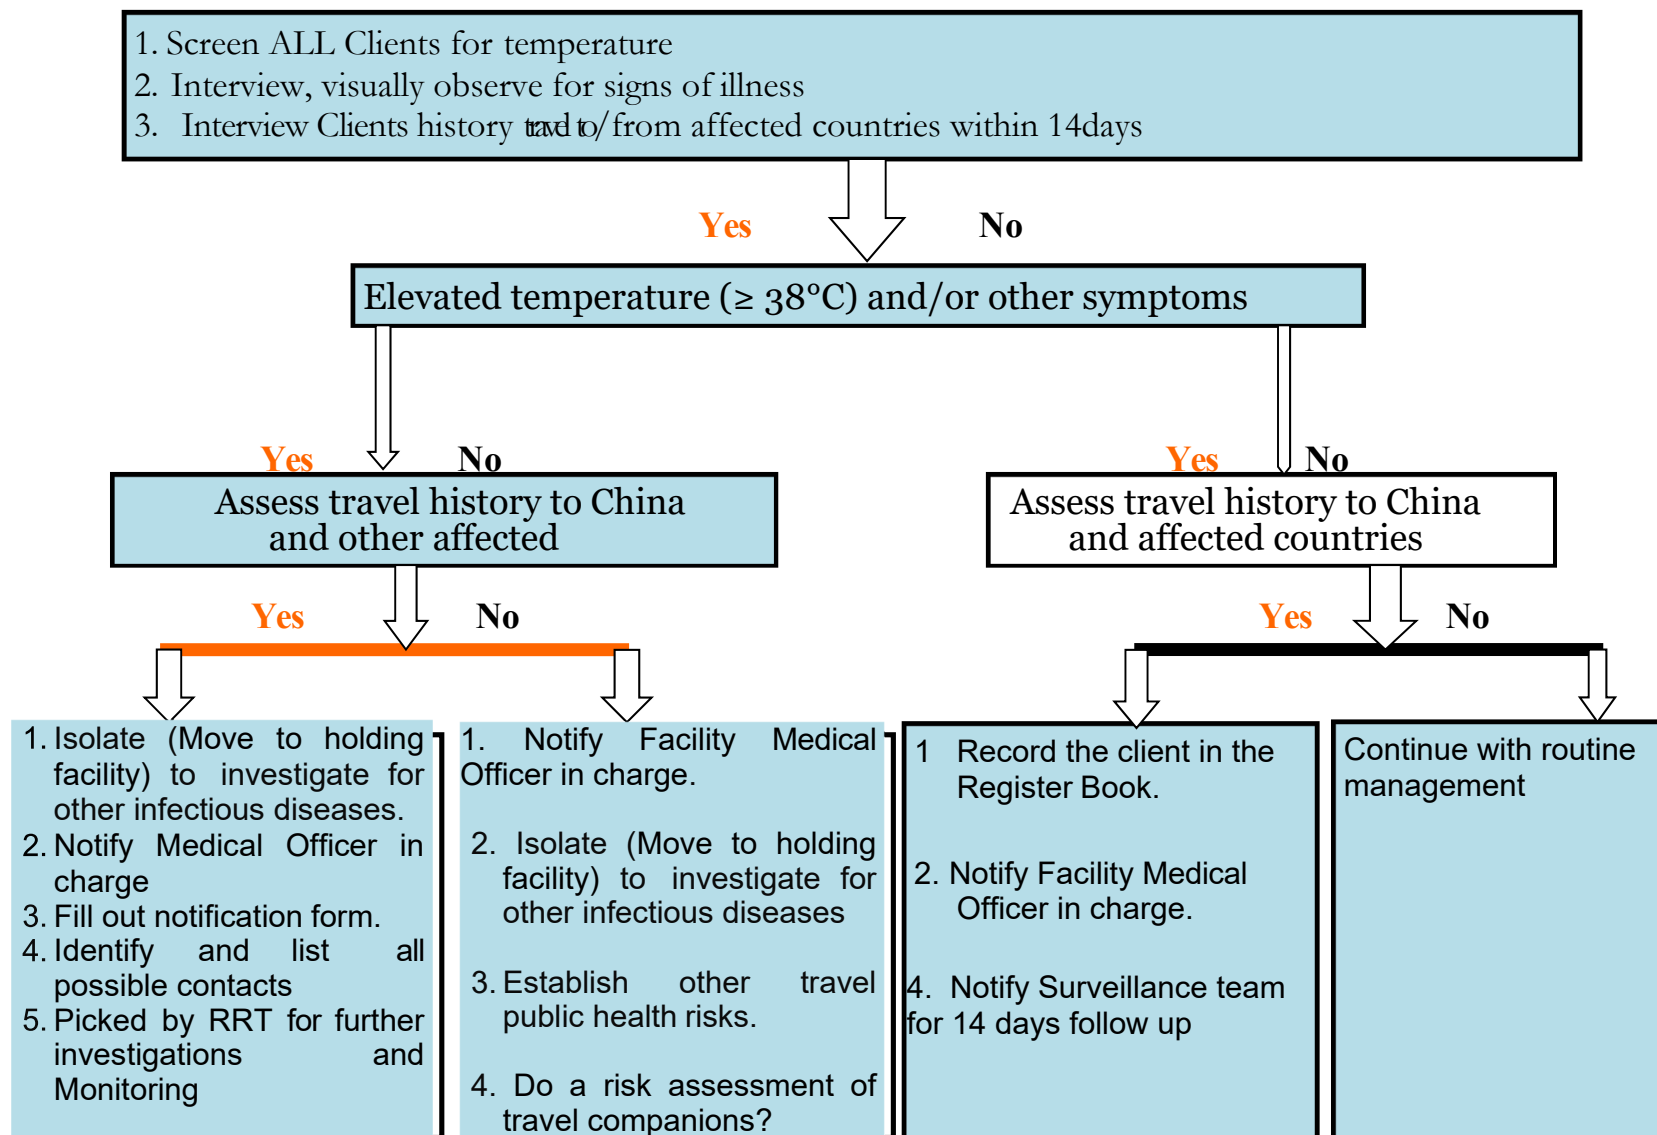 1. Screen ALL Clients for temperature
2. Interview, visually observe for signs of illness
3. Interview Clients history travel to/from affected countries within 14days
Yes No
Elevated temperature (≥ 38°C) and/or other symptoms
Yes No
Yes No
Assess travel history to China
and other affected
Assess travel history to China
and affected countries
Yes No
Yes No
1. Isolate (Move to holding
facility) to investigate for
other infectious diseases.
2. Notify Medical Officer in
charge
3. Fill out notification form.
4. Identify and list all
possible contacts
5. Picked by RRT for further
investigations and
Monitoring
1. Notify Facility Medical
Officer in charge.
2. Isolate (Move to holding
facility) to investigate for
other infectious diseases
3. Establish other travel
public health risks.
4. Do a risk assessment of
travel companions?
1 Record the client in the
Register Book.
2. Notify Facility Medical
Officer in charge.
4. Notify Surveillance team
for 14 days follow up
Continue with routine
management